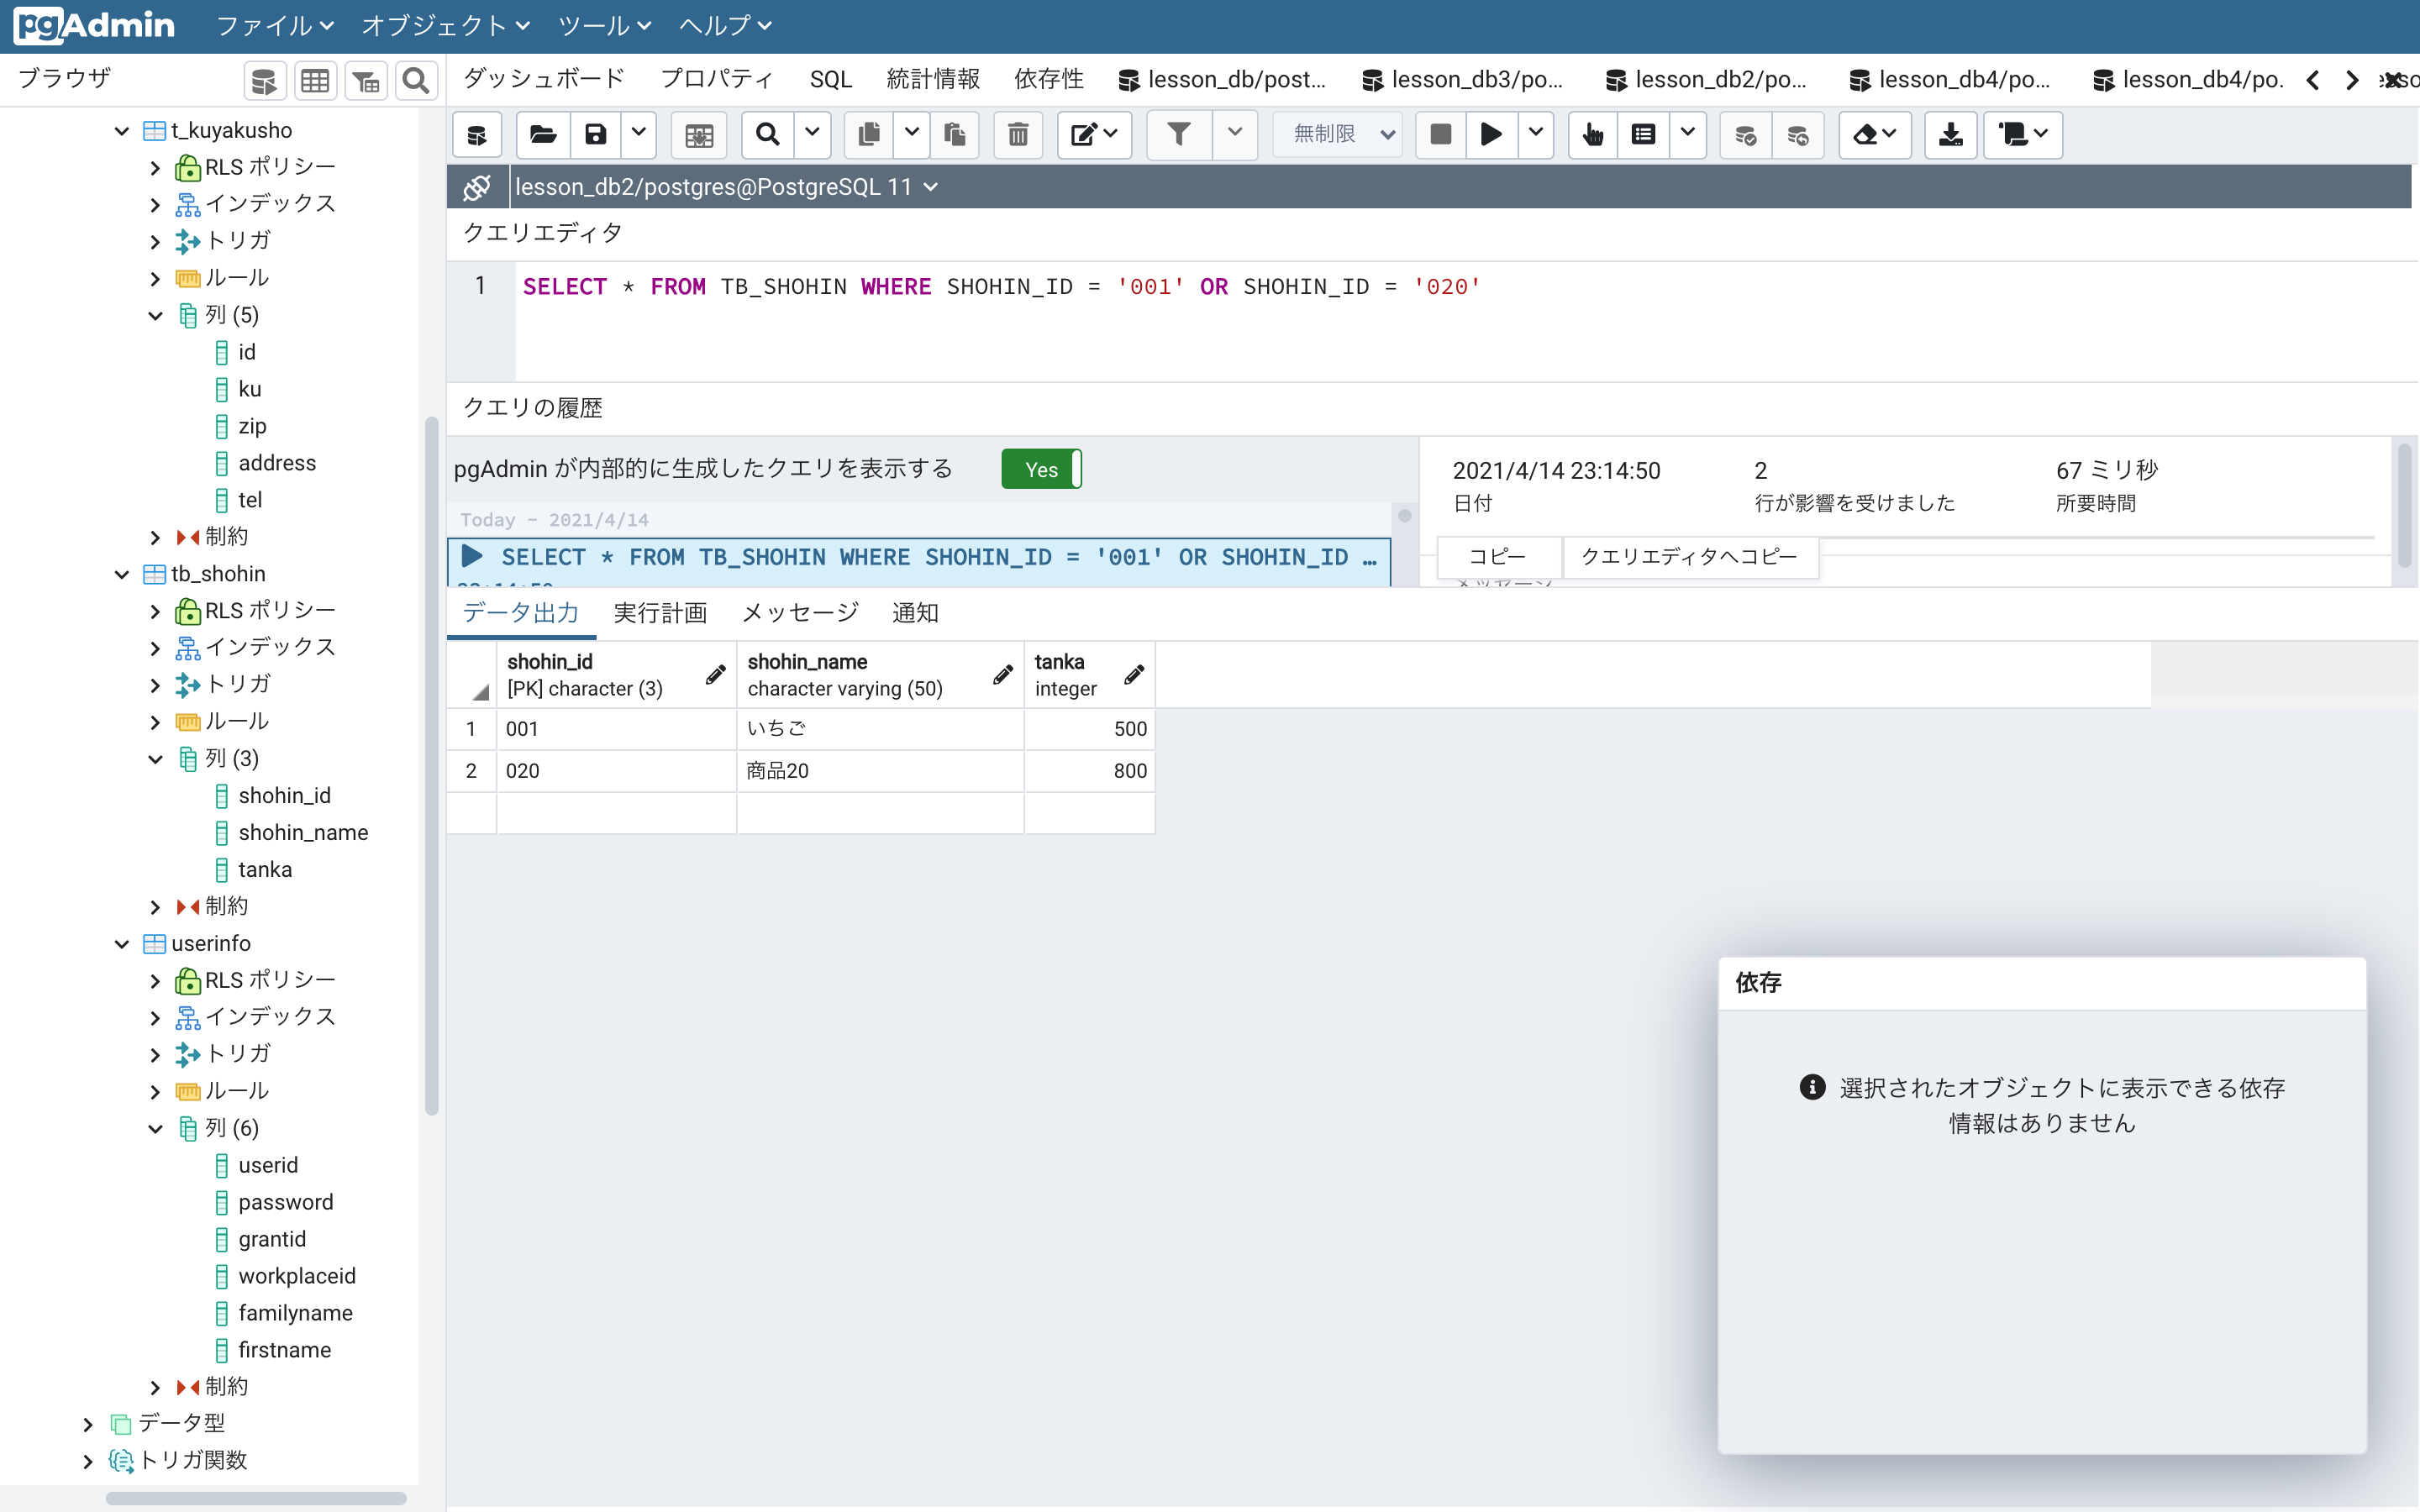 pgAdmin ファイル オブジェクト ツール ヘルプ
ブラウザ
ダッシュボード プロパティ SQL 統計情報 依存性 lesson_db/post... lesson_db3/po... lesson_db2/po... lesson_db4/po... lesson_db4/po.
無制限
lesson_db2/postgres@PostgreSQL 11
クエリエディタ
1 SELECT * FROM TB_SHOHIN WHERE SHOHIN_ID = '001' OR SHOHIN_ID = '020'
クエリの履歴
pgAdmin が内部的に生成したクエリを表示する Yes
Today - 2021/4/14
SELECT * FROM TB_SHOHIN WHERE SHOHIN_ID = '001' OR SHOHIN_ID ...
2021/4/14 23:14:50 2 67 ミリ秒
日付 行が影響を受けました 所要時間
コピー クエリエディタへコピー
メッセージ
データ出力 実行計画 メッセージ 通知
shohin_id shohin_name tanka
[PK] character (3) character varying (50) integer
1 001 いちご 500
2 020 商品20 800
依存
選択されたオブジェクトに表示できる依存
情報はありません
t_kuyakusho
RLS ポリシー
インデックス
トリガ
ルール
列 (5)
id
ku
zip
address
tel
制約
tb_shohin
RLS ポリシー
インデックス
トリガ
ルール
列 (3)
shohin_id
shohin_name
tanka
制約
userinfo
RLS ポリシー
インデックス
トリガ
ルール
列 (6)
userid
password
grantid
workplaceid
familyname
firstname
制約
データ型
トリガ関数